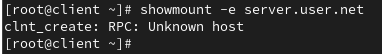 [root@client ~]# showmount -e server.user.net
clnt_create: RPC: Unknown host
[root@client ~]#